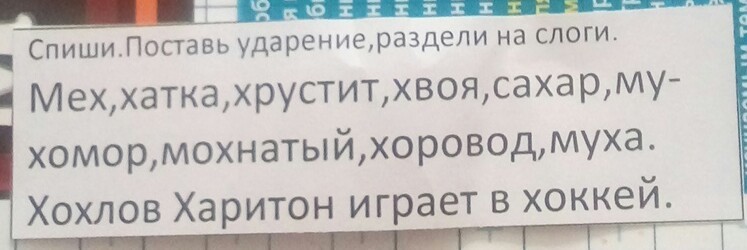 Спиши.Поставь ударение,раздели на слоги.
Мех,хатка,хрустит,хвоя,сахар,му-
хомор,мохнатый,хоровод,муха.
Хохлов Харитон играет в хоккей.